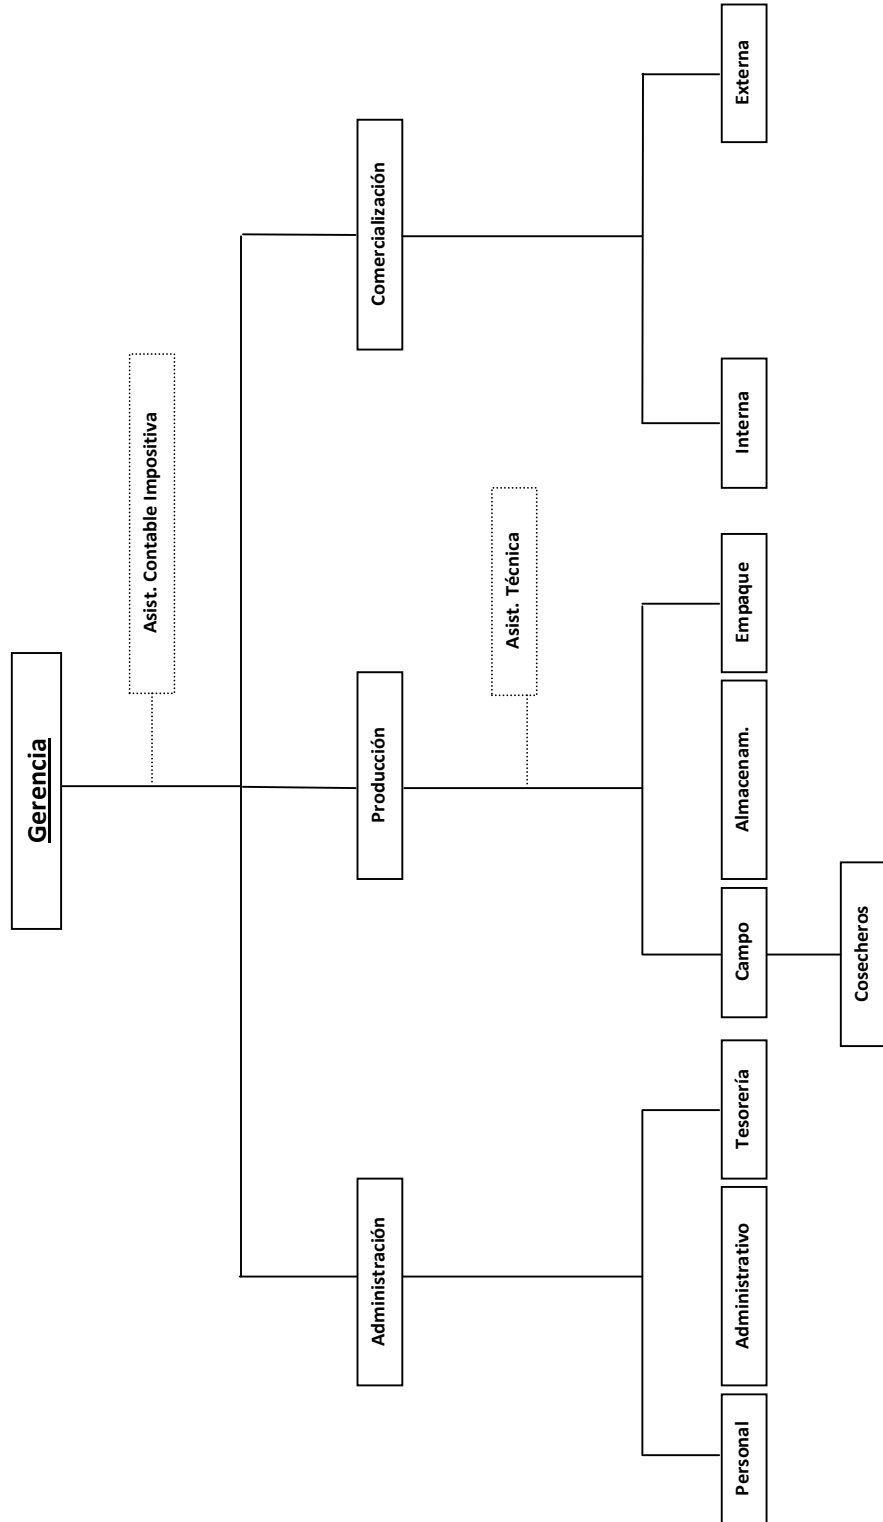 Gerencia
Asist. Contable Impositiva
Administración
Producción
Comercialización
Asist. Técnica
Personal
Administrativo
Tesorería
Campo
Almacenam.
Empaque
Interna
Externa
Cosecheros